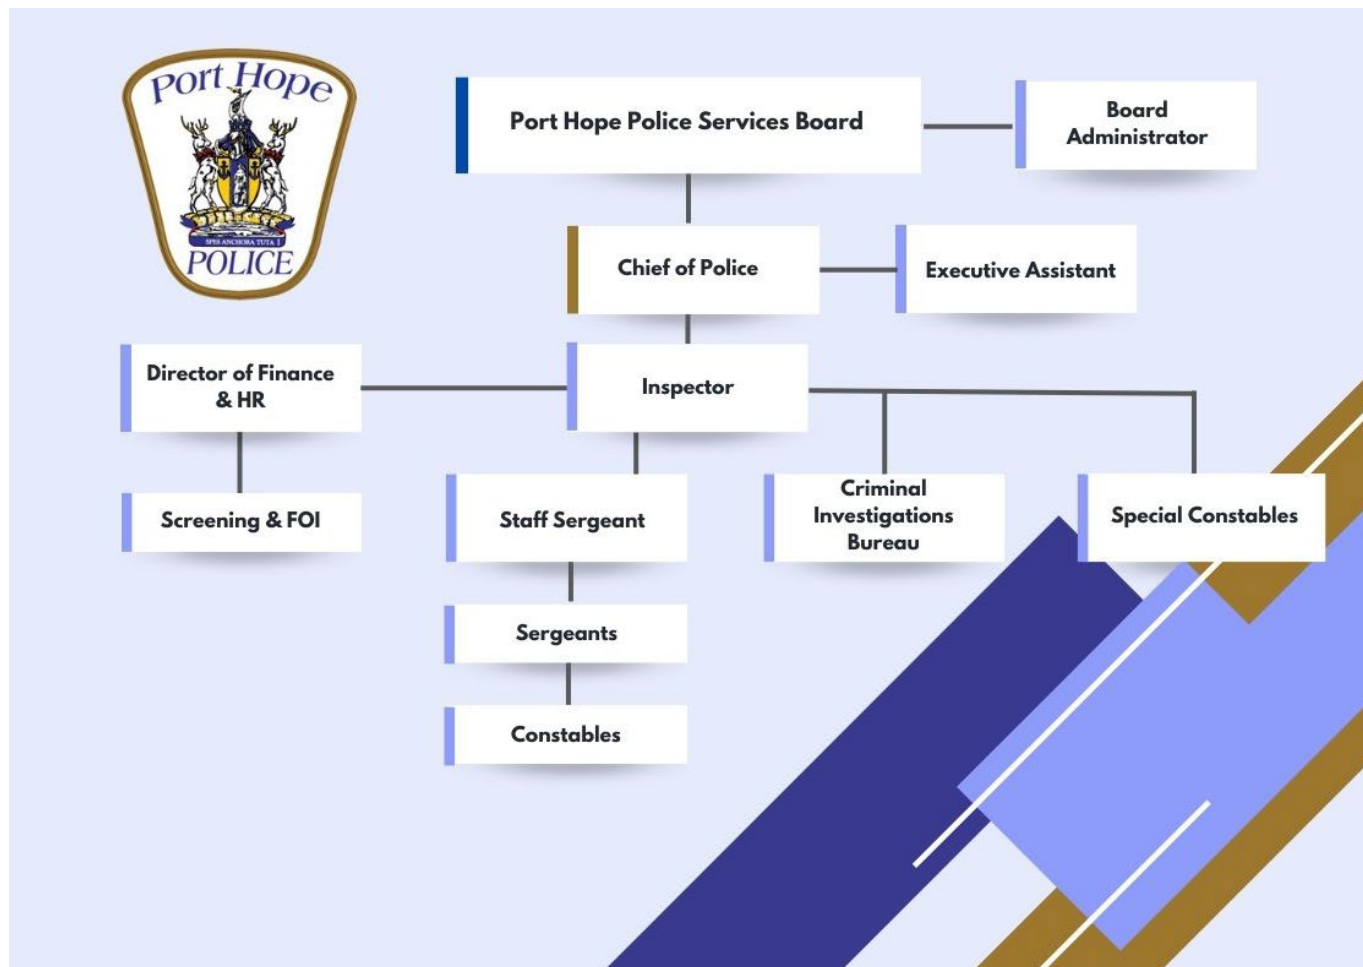 Port Hope
SPES ANCHORA TUTA
POLICE
Port Hope Police Services Board
Board
Administrator
Chief of Police
Executive Assistant
Director of Finance
& HR
Inspector
Screening & FOI
Staff Sergeant
Criminal
Investigations
Bureau
Special Constables
Sergeants
Constables